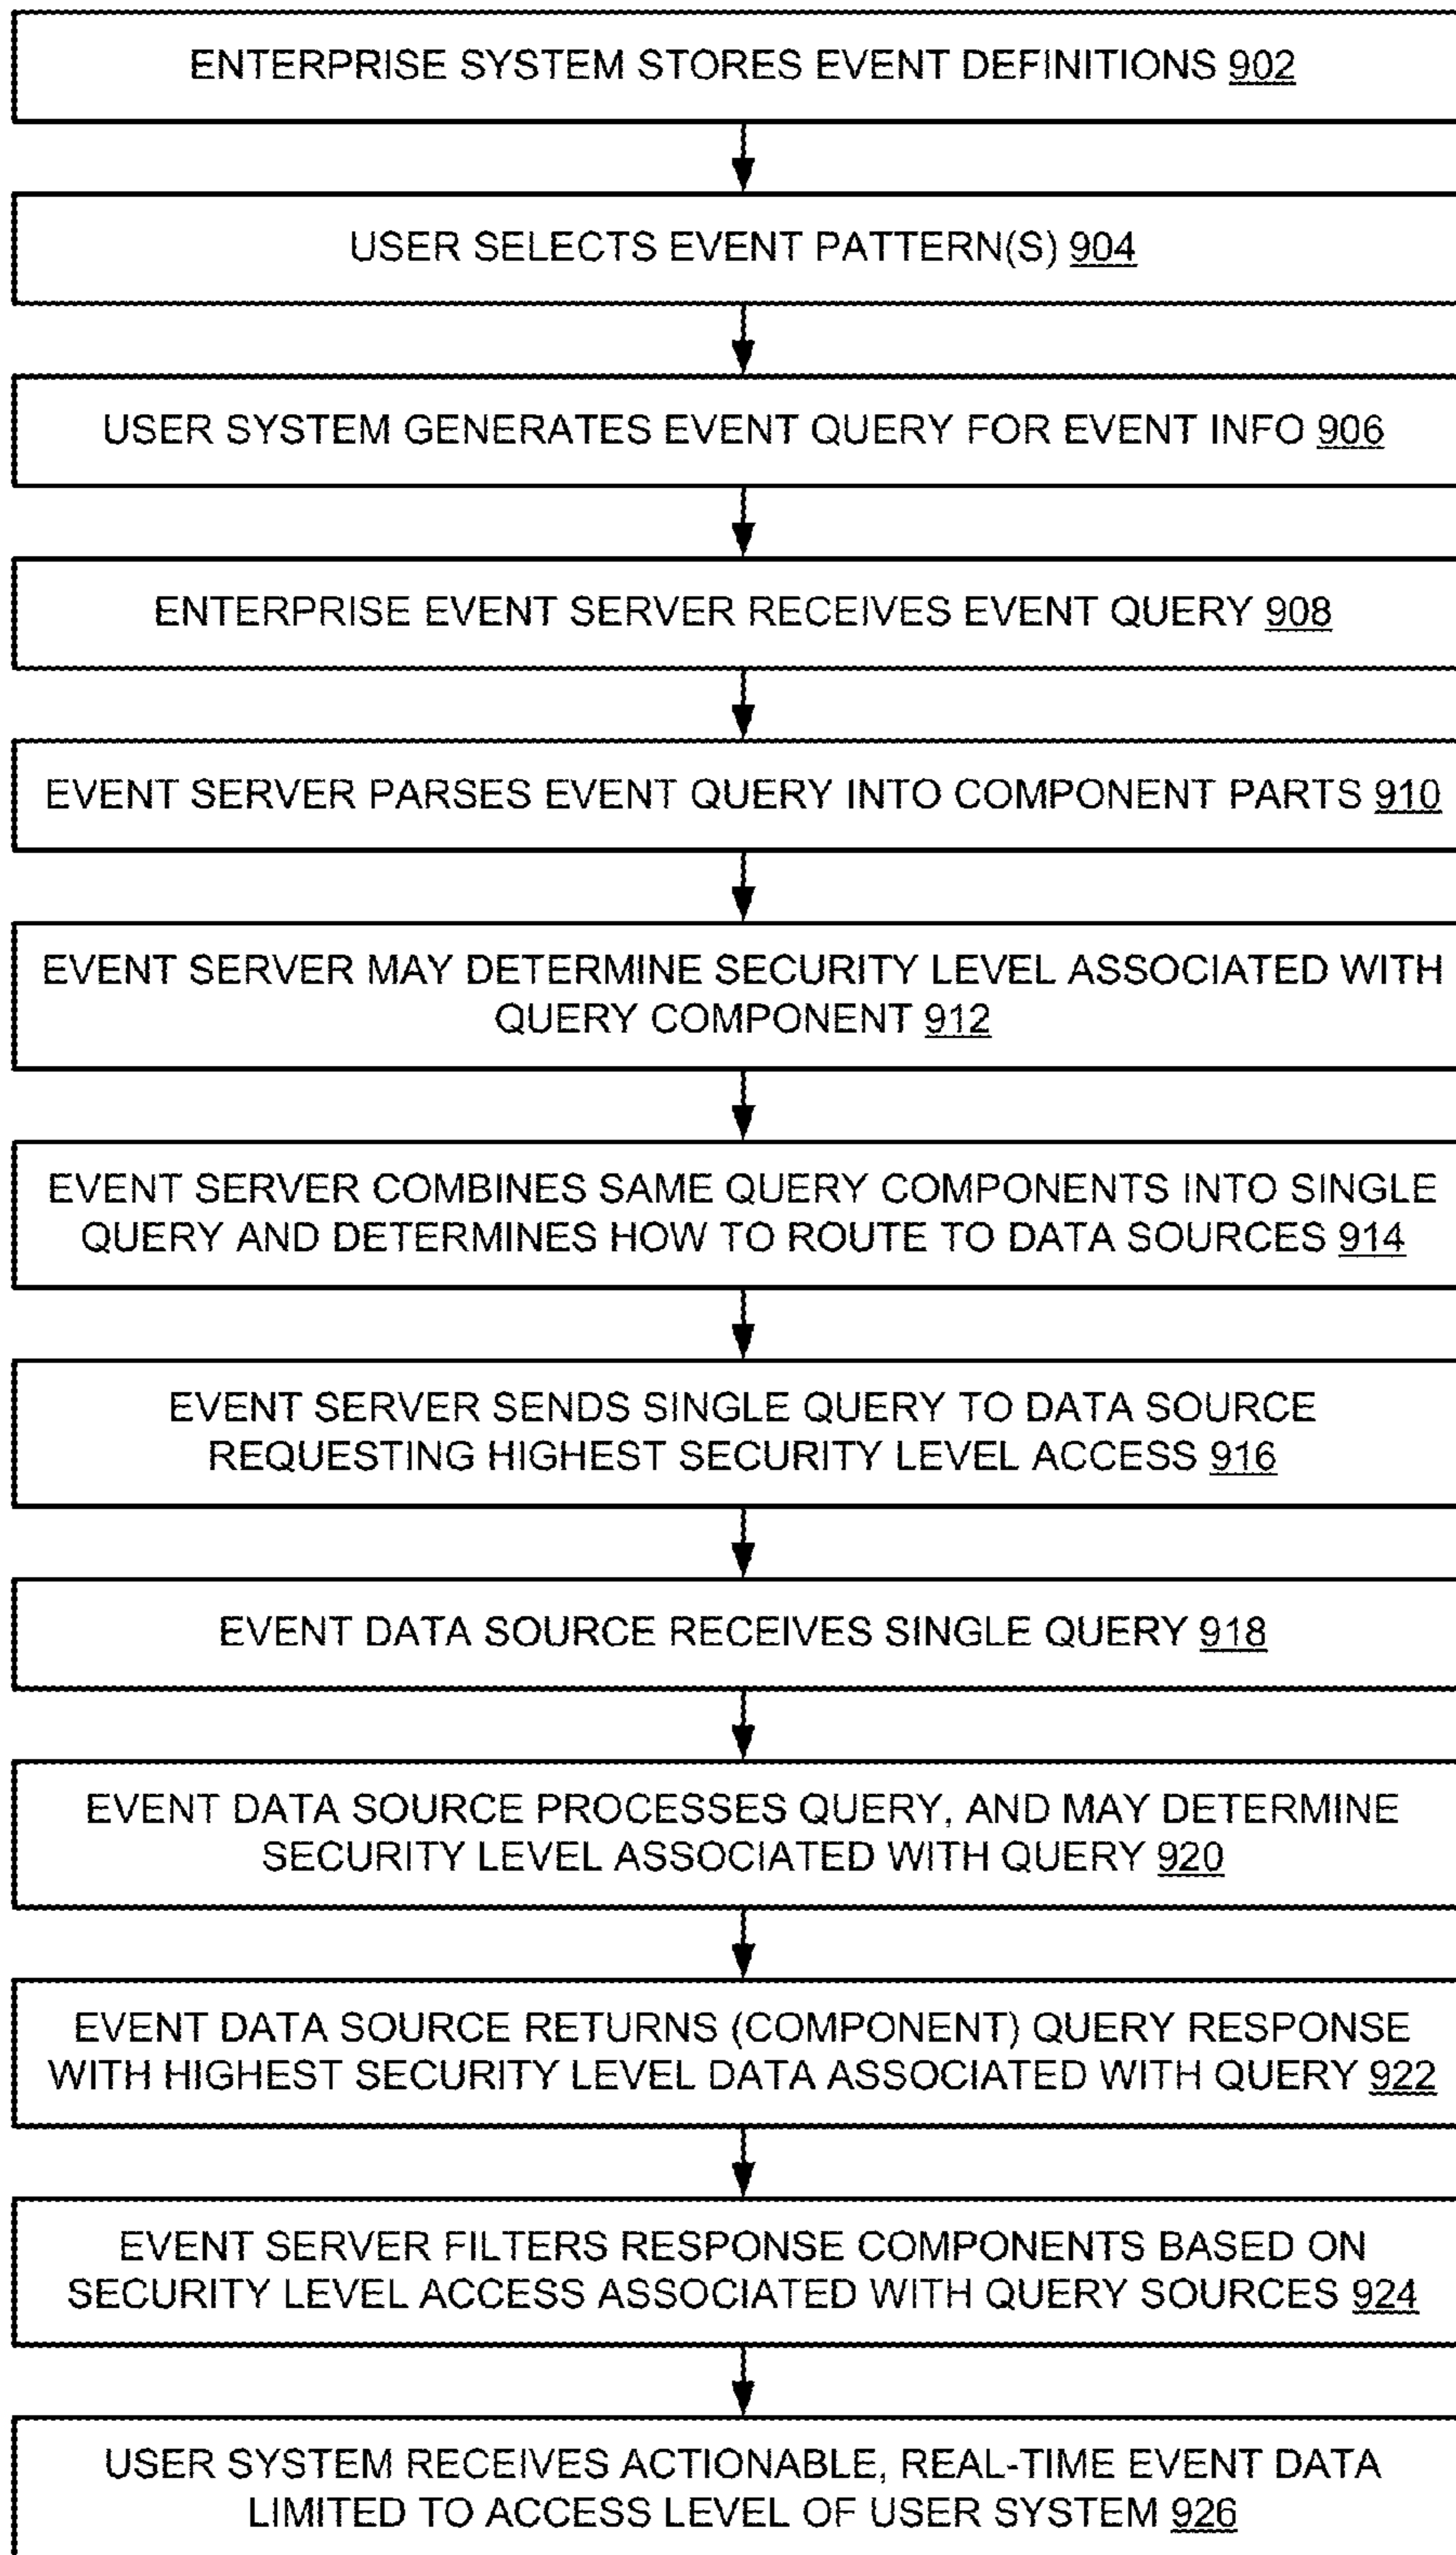 ENTERPRISE SYSTEM STORES EVENT DEFINITIONS 902
USER SELECTS EVENT PATTERN(S) 904
USER SYSTEM GENERATES EVENT QUERY FOR EVENT INFO 906
ENTERPRISE EVENT SERVER RECEIVES EVENT QUERY 908
EVENT SERVER PARSES EVENT QUERY INTO COMPONENT PARTS 910
EVENT SERVER MAY DETERMINE SECURITY LEVEL ASSOCIATED WITH
QUERY COMPONENT 912
EVENT SERVER COMBINES SAME QUERY COMPONENTS INTO SINGLE
QUERY AND DETERMINES HOW TO ROUTE TO DATA SOURCES 914
EVENT SERVER SENDS SINGLE QUERY TO DATA SOURCE
REQUESTING HIGHEST SECURITY LEVEL ACCESS 916
EVENT DATA SOURCE RECEIVES SINGLE QUERY 918
EVENT DATA SOURCE PROCESSES QUERY, AND MAY DETERMINE
SECURITY LEVEL ASSOCIATED WITH QUERY 920
EVENT DATA SOURCE RETURNS (COMPONENT) QUERY RESPONSE
WITH HIGHEST SECURITY LEVEL DATA ASSOCIATED WITH QUERY 922
EVENT SERVER FILTERS RESPONSE COMPONENTS BASED ON
SECURITY LEVEL ACCESS ASSOCIATED WITH QUERY SOURCES 924
USER SYSTEM RECEIVES ACTIONABLE, REAL-TIME EVENT DATA
LIMITED TO ACCESS LEVEL OF USER SYSTEM 926